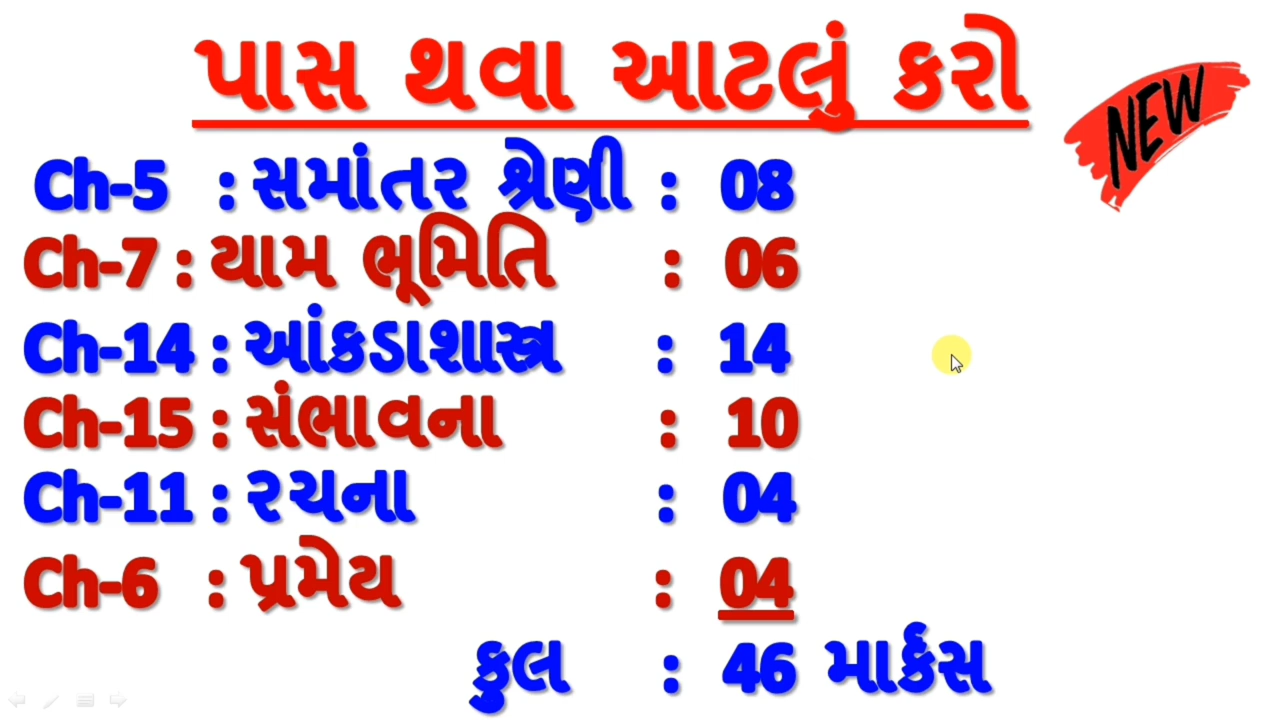 પાસ થવા આટલું કરો
NEW
Ch-5 : સમાંતર શ્રેણી : 08
Ch-7 : યામ ભૂમિતિ : 06
Ch-14 : આંકડાશાસ્ત્ર : 14
Ch-15 : સંભાવના : 10
Ch-11 : રચના : 04
Ch-6 : પ્રમેય : 04
કુલ : 46 માર્કસ